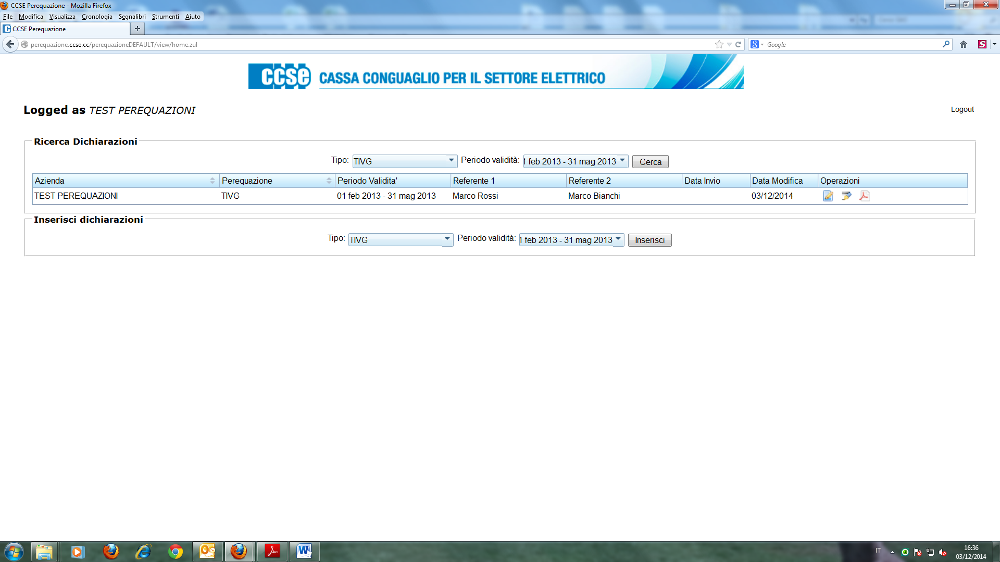 CCSE Perequazione - Mozilla Firefox
File Modifica Visualizza Cronologia Segnalibri Strumenti Aiuto
CCSE Perequazione
perequazione.ccse.cc/perequazioneDEFAULT/view/home.zul
Google
ccse CASSA CONGUAGLIO PER IL SETTORE ELETTRICO
Logged as TEST PEREQUAZIONI
Logout
Ricerca Dichiarazioni
Tipo: TIVG Periodo validità: 1 feb 2013 - 31 mag 2013 Cerca
Azienda Perequazione Periodo Validita' Referente 1 Referente 2 Data Invio Data Modifica Operazioni
TEST PEREQUAZIONI TIVG 01 feb 2013 - 31 mag 2013 Marco Rossi Marco Bianchi 03/12/2014
Inserisci dichiarazioni
Tipo: TIVG Periodo validità: 1 feb 2013 - 31 mag 2013 Inserisci
IT
16:36
03/12/2014